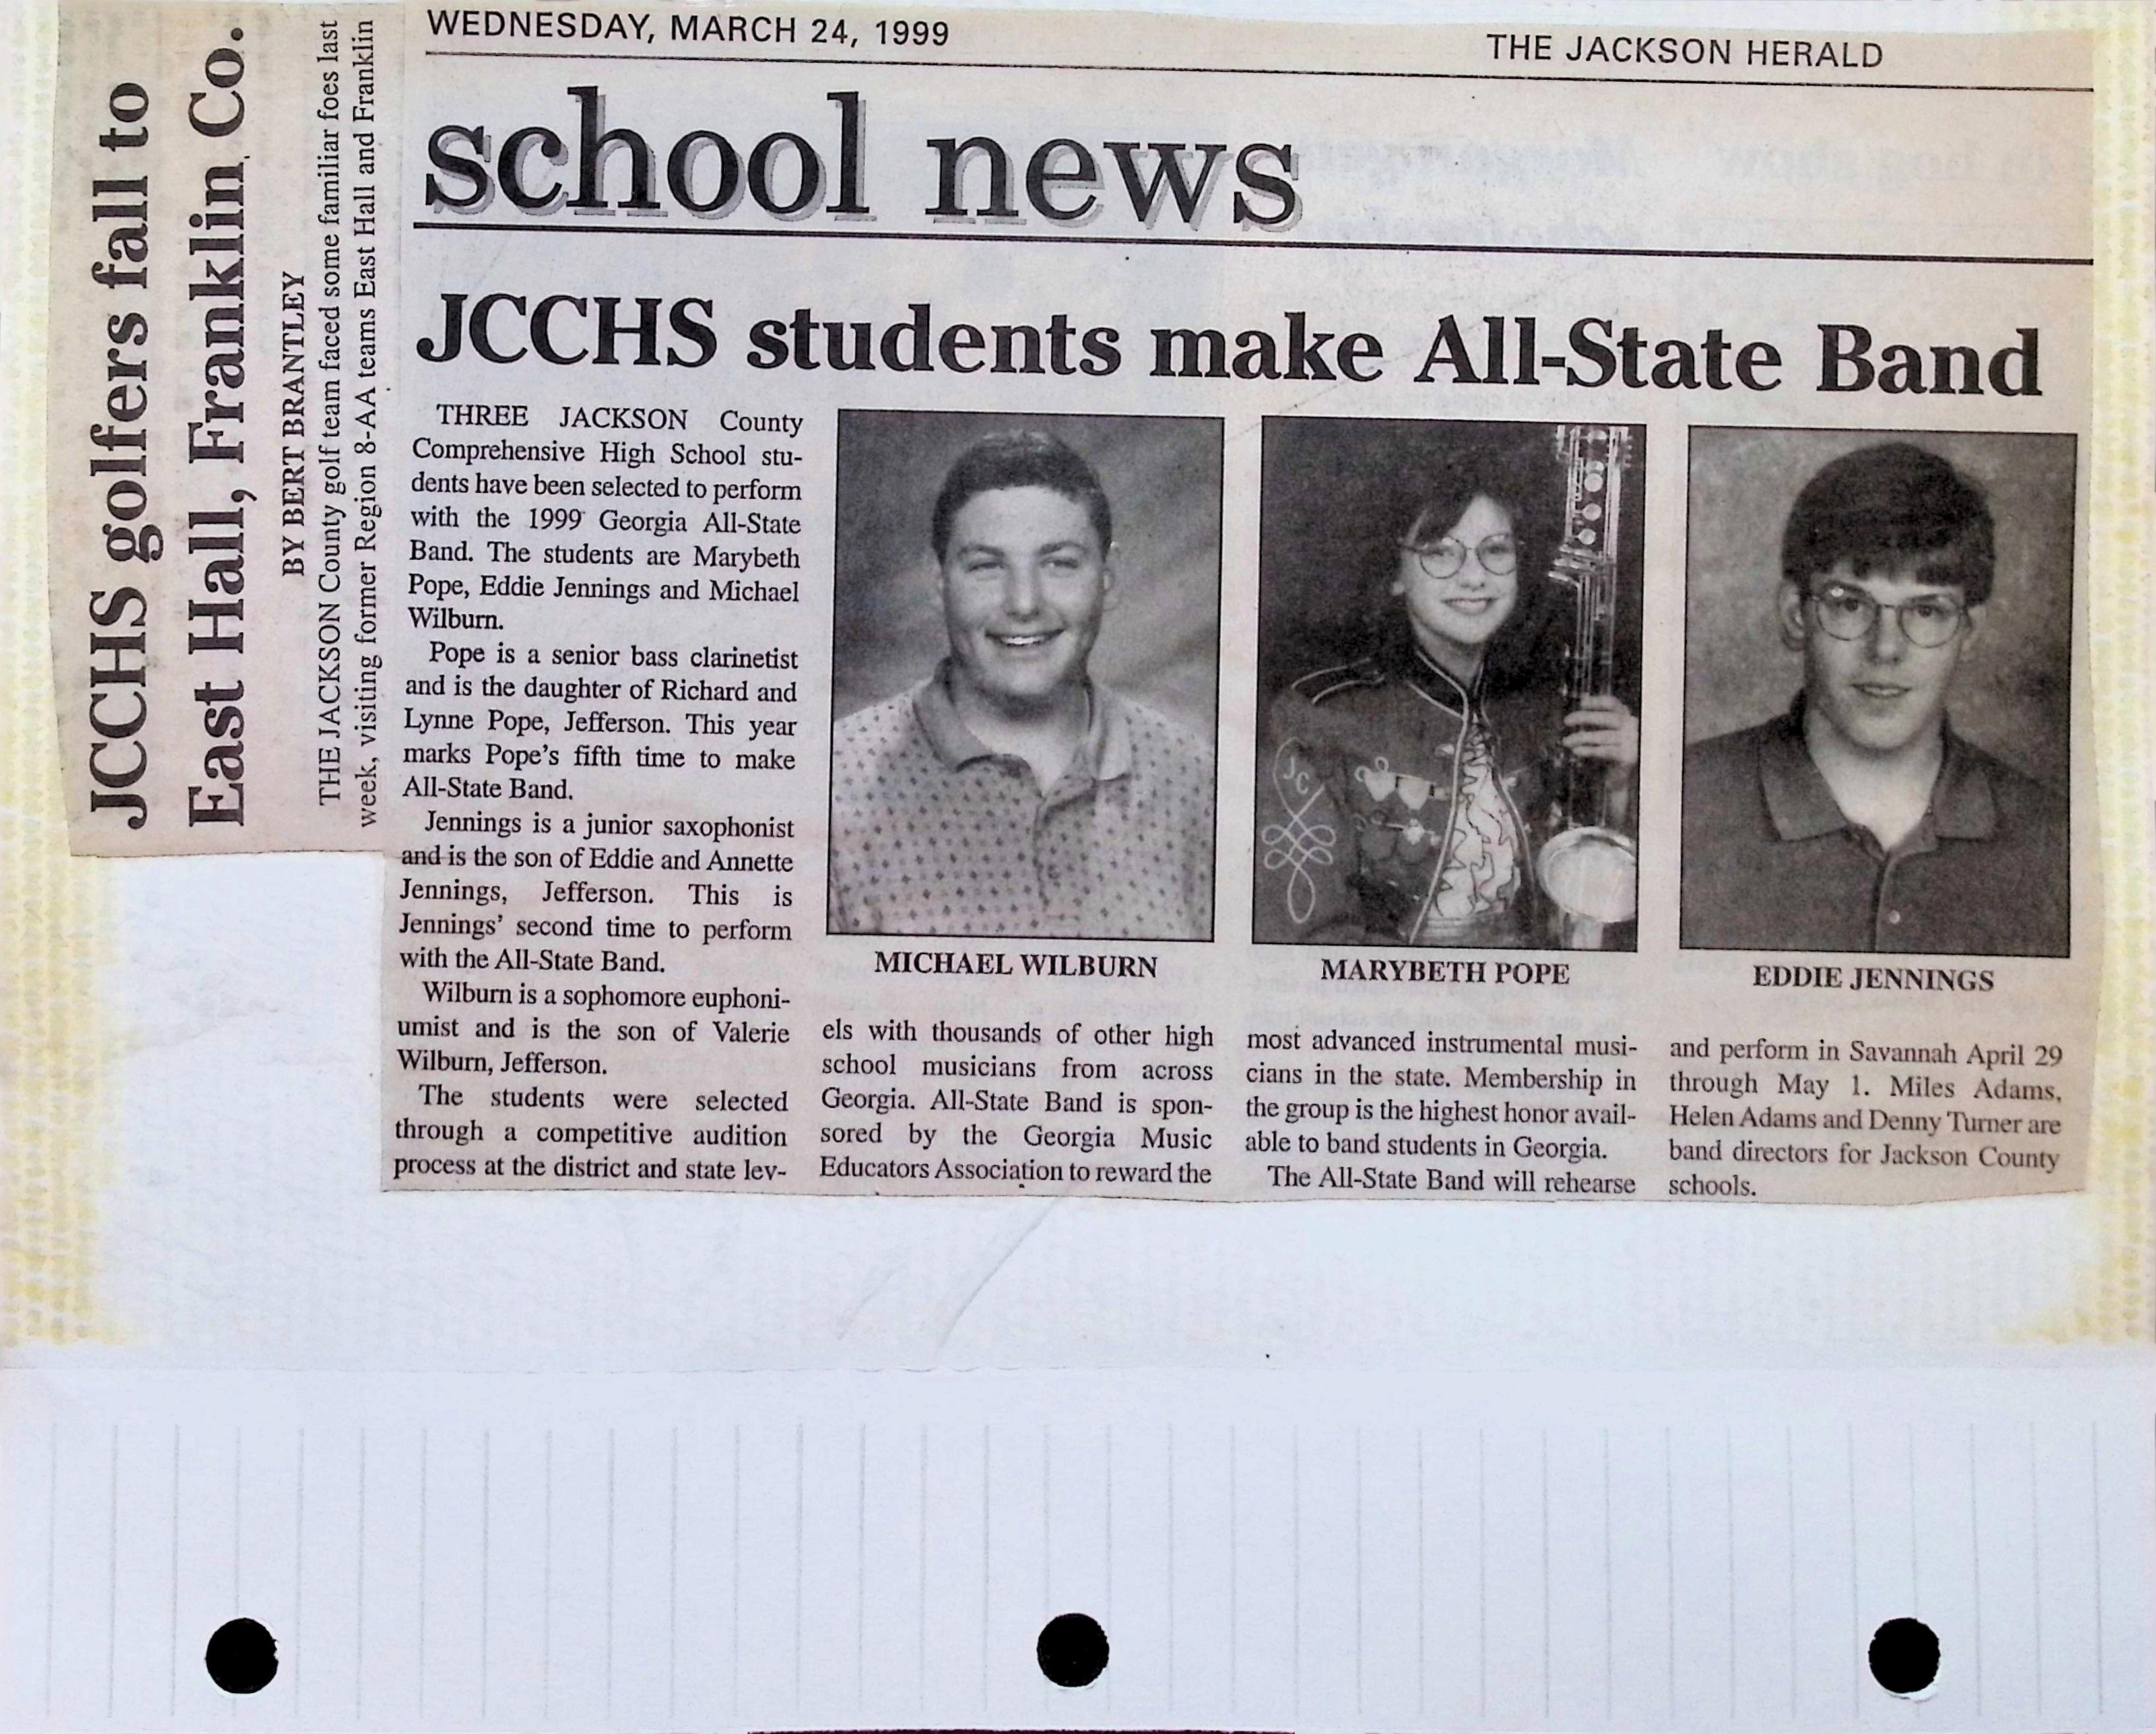 WEDNESDAY, MARCH 24, 1999
THE JACKSON HERALD
school news
JCCHS students make All-State Band
THREE JACKSON County
Comprehensive High School stu-
dents have been selected to perform
with the 1999 Georgia All-State
Band. The students are Marybeth
Pope, Eddie Jennings and Michael
Wilburn.
Pope is a senior bass clarinetist
and is the daughter of Richard and
Lynne Pope, Jefferson. This year
marks Pope's fifth time to make
All-State Band.
Jennings is a junior saxophonist
and is the son of Eddie and Annette
Jennings, Jefferson. This is
Jennings' second time to perform
with the All-State Band.
Wilburn is a sophomore euphoni-
umist and is the son of Valerie
Wilburn, Jefferson.
The students were selected
through a competitive audition
process at the district and state lev-
JC
MICHAEL WILBURN
MARYBETH POPE
EDDIE JENNINGS
els with thousands of other high
school musicians from across
Georgia. All-State Band is spon-
sored by the Georgia Music
Educators Association to reward the
most advanced instrumental musi-
cians in the state. Membership in
the group is the highest honor avail-
able to band students in Georgia.
The All-State Band will rehearse
and perform in Savannah April 29
through May 1. Miles Adams,
Helen Adams and Denny Turner are
band directors for Jackson County
schools.
JCCHS golfers fall to
East Hall, Franklin Co.
BY BERT BRANTLEY
THE JACKSON County golf team faced some familiar foes last
week, visiting former Region 8-AA teams East Hall and Franklin